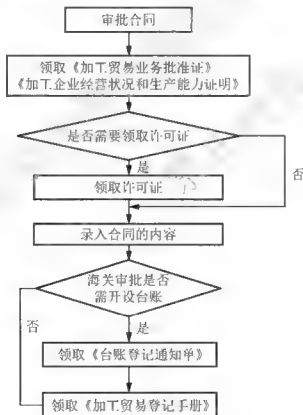 审批合同
领取《加工贸易业务批准证》
《加工企业经营状况和生产能力证明》
是否需要领取许可证
是
否
领取许可证
录入合同的内容
海关审批是否
需开设台账
否
是
领取《台账登记通知单》
领取《加工贸易登记手册》